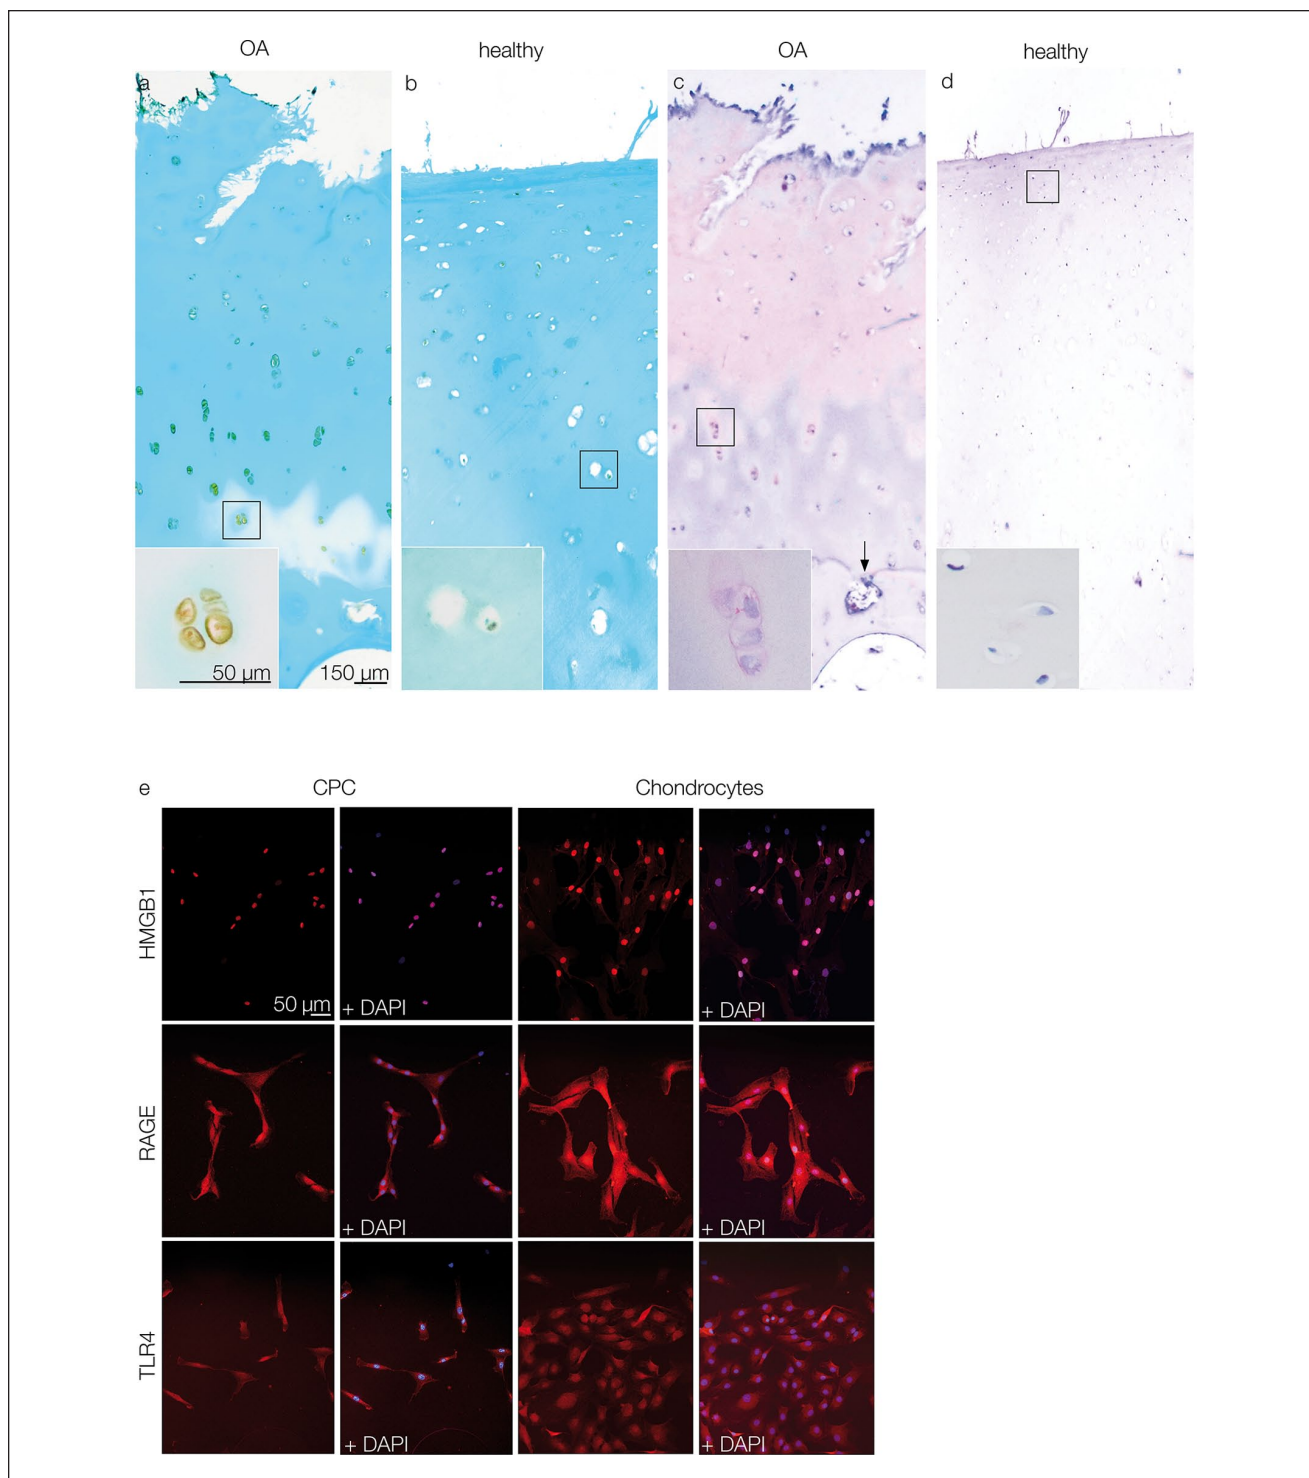 OA
healthy
OA
healthy
a
b
c
d
50 µm
150 µm
e
CPC
Chondrocytes
HMGB1
50 µm
+ DAPI
+ DAPI
RAGE
+ DAPI
+ DAPI
TLR4
+ DAPI
+ DAPI